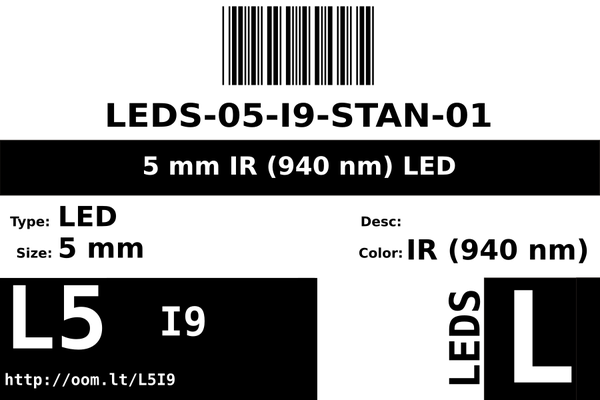 LEDS-05-I9-STAN-01
5 mm IR (940 nm) LED
Type: LED
Desc:
Size: 5 mm
Color: IR (940 nm)
L5
I9
http://oom.lt/L5I9
LEDS
L